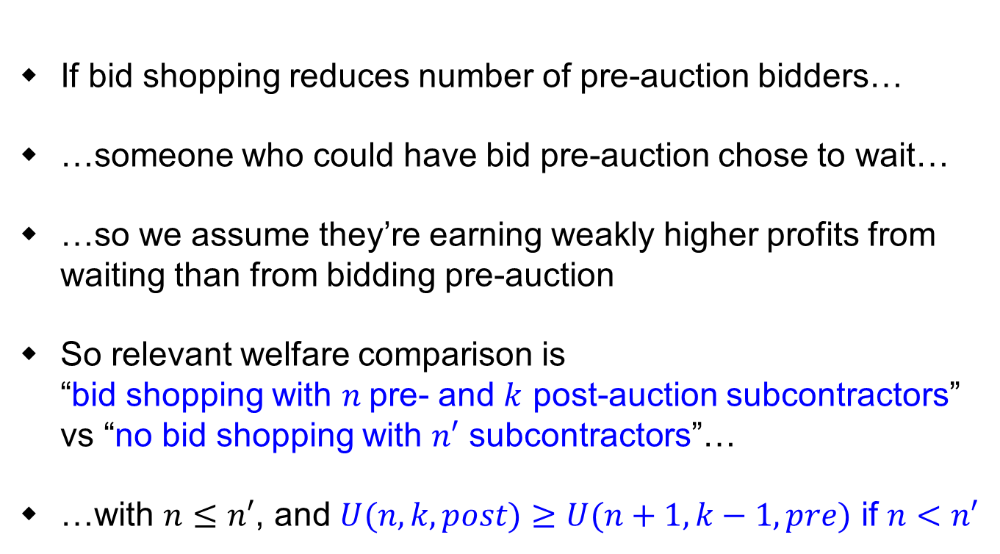 ◆ If bid shopping reduces number of pre-auction bidders…
◆ …someone who could have bid pre-auction chose to wait…
◆ …so we assume they’re earning weakly higher profits from
waiting than from bidding pre-auction
◆ So relevant welfare comparison is
“bid shopping with n pre- and k post-auction subcontractors”
vs “no bid shopping with n′ subcontractors”…
◆ …with n ≤ n′, and U(n, k, post) ≥ U(n + 1, k − 1, pre) if n < n′